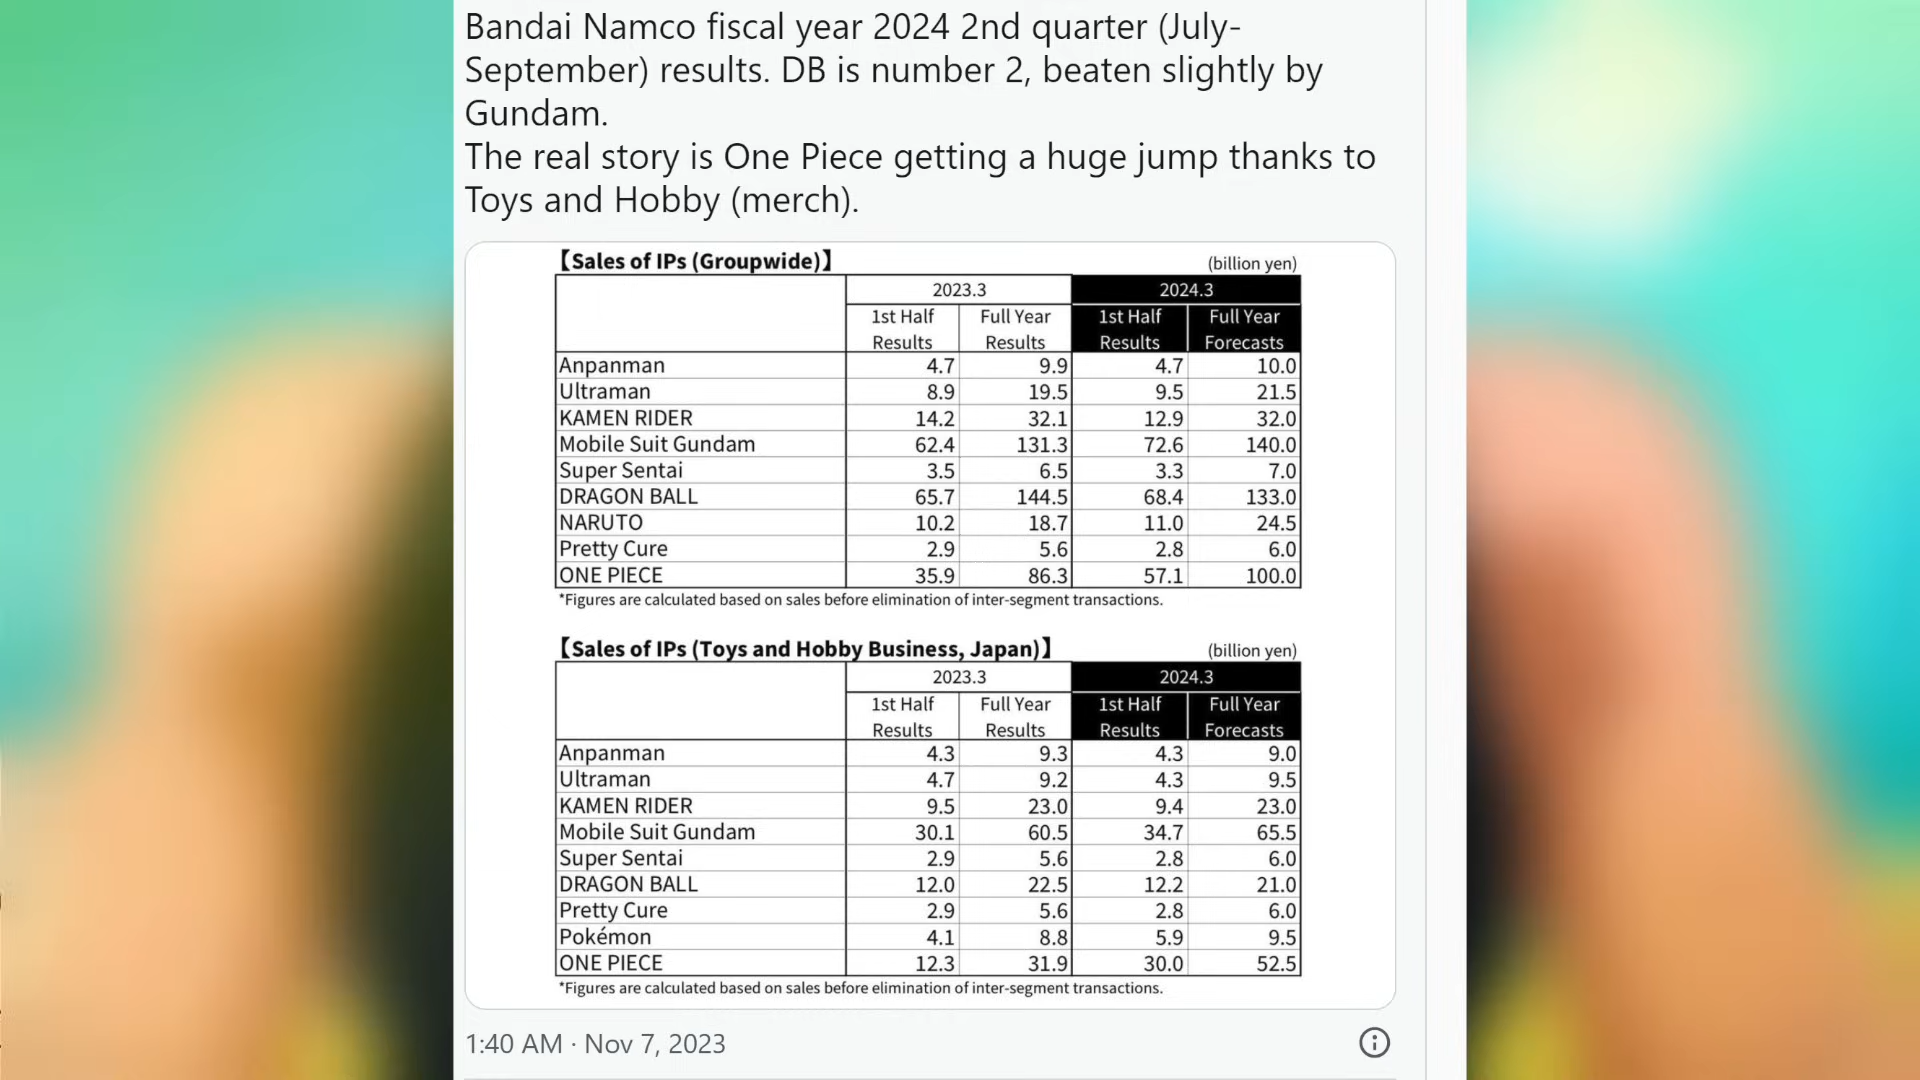 Bandai Namco fiscal year 2024 2nd quarter (July-
September) results. DB is number 2, beaten slightly by
Gundam.
The real story is One Piece getting a huge jump thanks to
Toys and Hobby (merch).
【Sales of IPs (Groupwide)】 (billion yen)
2023.3 2024.3
1st Half Full Year 1st Half Full Year
Results Results Results Forecasts
Anpanman 4.7 9.9 4.7 10.0
Ultraman 8.9 19.5 9.5 21.5
KAMEN RIDER 14.2 32.1 12.9 32.0
Mobile Suit Gundam 62.4 131.3 72.6 140.0
Super Sentai 3.5 6.5 3.3 7.0
DRAGON BALL 65.7 144.5 68.4 133.0
NARUTO 10.2 18.7 11.0 24.5
Pretty Cure 2.9 5.6 2.8 6.0
ONE PIECE 35.9 86.3 57.1 100.0
*Figures are calculated based on sales before elimination of inter-segment transactions.
【Sales of IPs (Toys and Hobby Business, Japan)】 (billion yen)
2023.3 2024.3
1st Half Full Year 1st Half Full Year
Results Results Results Forecasts
Anpanman 4.3 9.3 4.3 9.0
Ultraman 4.7 9.2 4.3 9.5
KAMEN RIDER 9.5 23.0 9.4 23.0
Mobile Suit Gundam 30.1 60.5 34.7 65.5
Super Sentai 2.9 5.6 2.8 6.0
DRAGON BALL 12.0 22.5 12.2 21.0
Pretty Cure 2.9 5.6 2.8 6.0
Pokémon 4.1 8.8 5.9 9.5
ONE PIECE 12.3 31.9 30.0 52.5
*Figures are calculated based on sales before elimination of inter-segment transactions.
1:40 AM · Nov 7, 2023